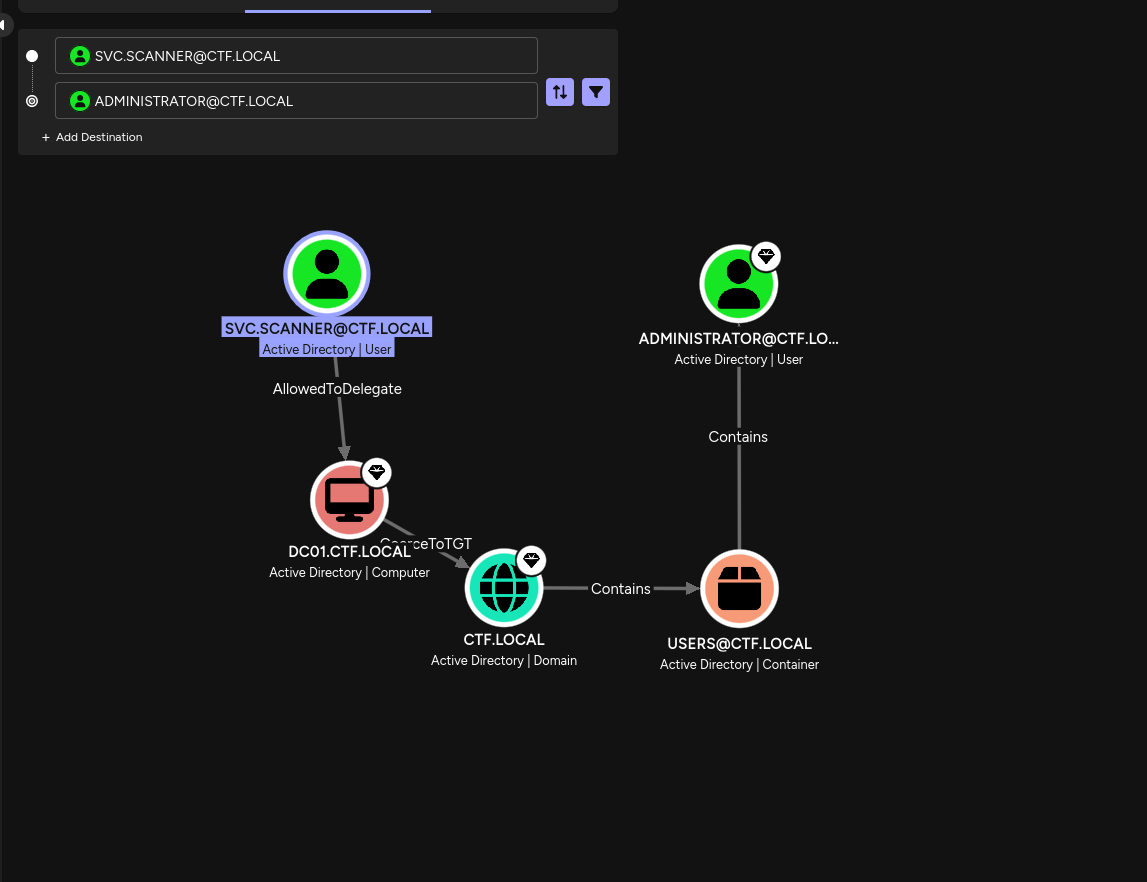 SVC.SCANNER@CTF.LOCAL
ADMINISTRATOR@CTF.LOCAL
+ Add Destination
SVC.SCANNER@CTF.LOCAL
Active Directory | User
ADMINISTRATOR@CTF.LO...
Active Directory | User
AllowedToDelegate
Contains
CoerceToTGT
DC01.CTF.LOCAL
Active Directory | Computer
Contains
CTF.LOCAL
Active Directory | Domain
USERS@CTF.LOCAL
Active Directory | Container